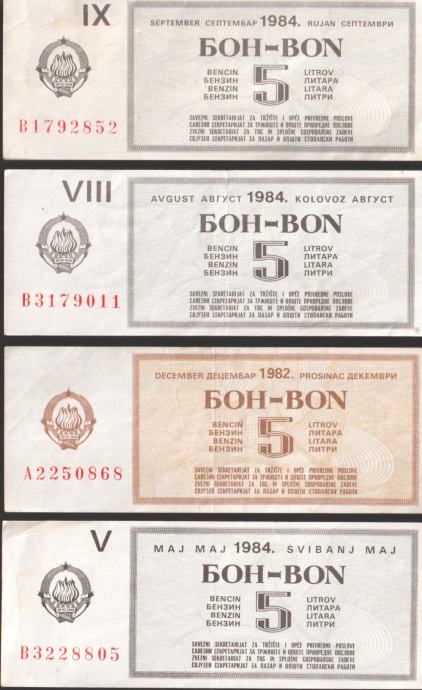 IX
SEPTEMBER СЕПТЕМБАР 1984. RUJAN СЕПТЕМВРИ
БОН-BON
BENCIN 5 LITROV
БЕНЗИН ЛИТАРА
BENZIN LITARA
БЕНЗИН ЛИТРИ
B1792852
SAVEZNI SEKRETARIJAT ZA TRŽIŠTE I OPĆE PRIVREDNE POSLOVE
САВЕЗНИ СЕКРЕТАРИЈАТ ЗА ТРЖИШТЕ И ОПШТЕ ПРИВРЕДНЕ ПОСЛОВЕ
ZVEZNI SEKRETARIAT ZA TRG IN SPLOŠNE GOSPODARSKE ZADEVE
СОЈУЗЕН СЕКРЕТАРИЈАТ ЗА ПАЗАР И ОПШТИ СТОПАНСКИ РАБОТИ
VIII
AVGUST АВГУСТ 1984. KOLOVOZ АВГУСТ
БОН-BON
BENCIN 5 LITROV
БЕНЗИН ЛИТАРА
BENZIN LITARA
БЕНЗИН ЛИТРИ
B3179011
SAVEZNI SEKRETARIJAT ZA TRŽIŠTE I OPĆE PRIVREDNE POSLOVE
САВЕЗНИ СЕКРЕТАРИЈАТ ЗА ТРЖИШТЕ И ОПШТЕ ПРИВРЕДНЕ ПОСЛОВЕ
ZVEZNI SEKRETARIAT ZA TRG IN SPLOŠNE GOSPODARSKE ZADEVE
СОЈУЗЕН СЕКРЕТАРИЈАТ ЗА ПАЗАР И ОПШТИ СТОПАНСКИ РАБОТИ
DECEMBER ДЕЦЕМБАР 1982. PROSINAC ДЕКЕМВРИ
БОН-BON
BENCIN 5 LITROV
БЕНЗИН ЛИТАРА
BENZIN LITARA
БЕНЗИН ЛИТРИ
A2250868
SAVEZNI SEKRETARIJAT ZA TRŽIŠTE I OPĆE PRIVREDNE POSLOVE
САВЕЗНИ СЕКРЕТАРИЈАТ ЗА ТРЖИШТЕ И ОПШТЕ ПРИВРЕДНЕ ПОСЛОВЕ
ZVEZNI SEKRETARIAT ZA TRG IN SPLOŠNE GOSPODARSKE ZADEVE
СОЈУЗЕН СЕКРЕТАРИЈАТ ЗА ПАЗАР И ОПШТИ СТОПАНСКИ РАБОТИ
V
MAJ МАЈ 1984. SVIBANJ МАЈ
БОН-BON
BENCIN 5 LITROV
БЕНЗИН ЛИТАРА
BENZIN LITARA
БЕНЗИН ЛИТРИ
B3228805
SAVEZNI SEKRETARIJAT ZA TRŽIŠTE I OPĆE PRIVREDNE POSLOVE
САВЕЗНИ СЕКРЕТАРИЈАТ ЗА ТРЖИШТЕ И ОПШТЕ ПРИВРЕДНЕ ПОСЛОВЕ
ZVEZNI SEKRETARIAT ZA TRG IN SPLOŠNE GOSPODARSKE ZADEVE
СОЈУЗЕН СЕКРЕТАРИЈАТ ЗА ПАЗАР И ОПШТИ СТОПАНСКИ РАБОТИ